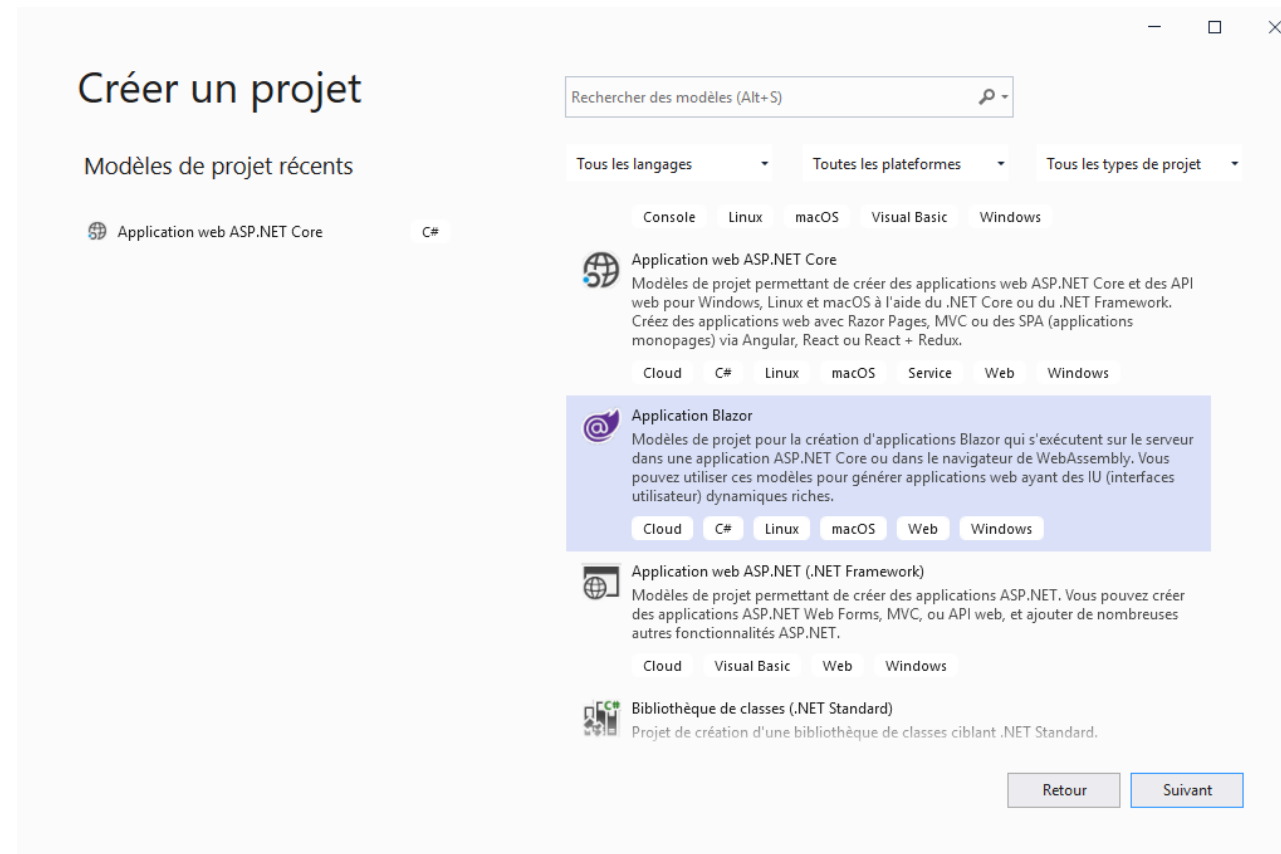 Créer un projet
Rechercher des modèles (Alt+S)
Modèles de projet récents
Tous les langages
Toutes les plateformes
Tous les types de projet
Application web ASP.NET Core
C#
Console Linux macOS Visual Basic Windows
Application web ASP.NET Core
Modèles de projet permettant de créer des applications web ASP.NET Core et des API
web pour Windows, Linux et macOS à l'aide du .NET Core ou du .NET Framework.
Créez des applications web avec Razor Pages, MVC ou des SPA (applications
monopages) via Angular, React ou React + Redux.
Cloud C# Linux macOS Service Web Windows
Application Blazor
Modèles de projet pour la création d'applications Blazor qui s'exécutent sur le serveur
dans une application ASP.NET Core ou dans le navigateur de WebAssembly. Vous
pouvez utiliser ces modèles pour générer applications web ayant des IU (interfaces
utilisateur) dynamiques riches.
Cloud C# Linux macOS Web Windows
Application web ASP.NET (.NET Framework)
Modèles de projet permettant de créer des applications ASP.NET. Vous pouvez créer
des applications ASP.NET Web Forms, MVC, ou API web, et ajouter de nombreuses
autres fonctionnalités ASP.NET.
Cloud Visual Basic Web Windows
C#
Bibliothèque de classes (.NET Standard)
Projet de création d'une bibliothèque de classes ciblant .NET Standard.
Retour
Suivant